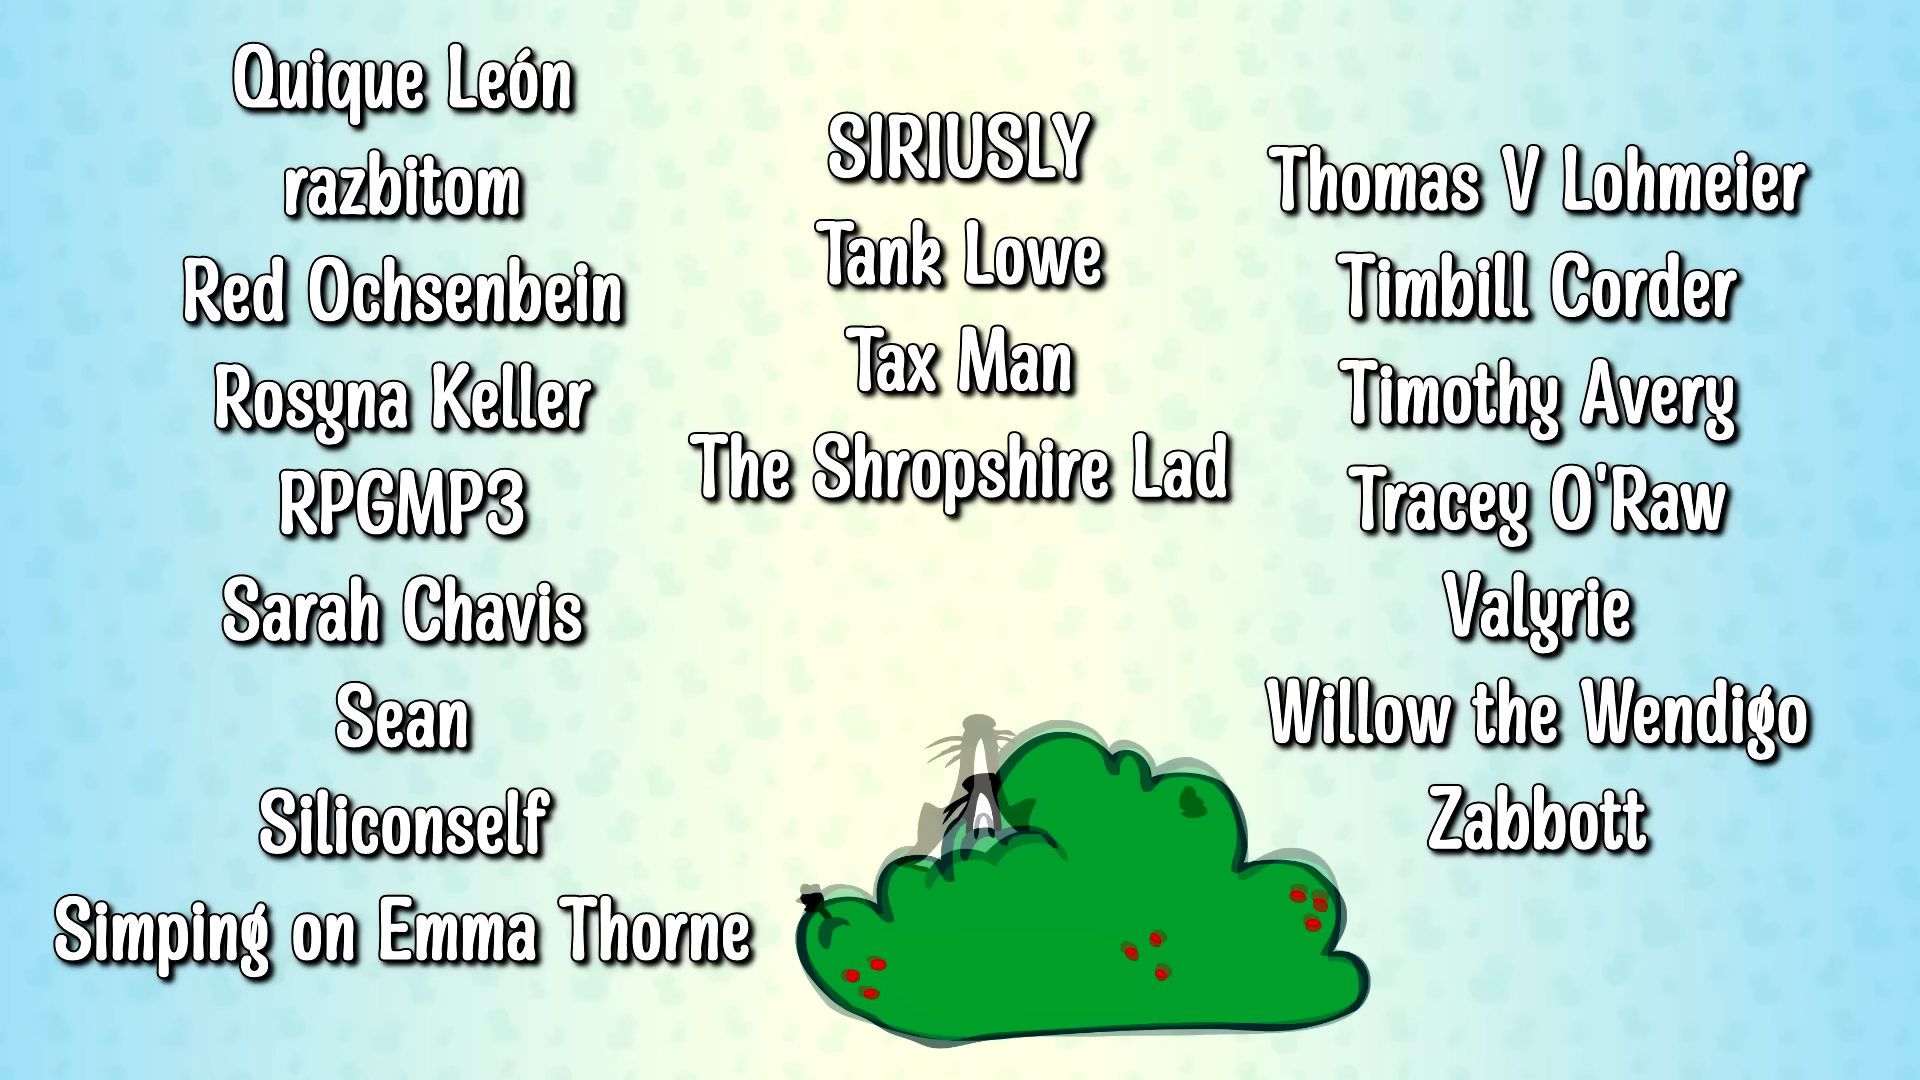 Quique León
razbitom
Red Ochsenbein
Rosyna Keller
RPGMP3
Sarah Chavis
Sean
Siliconself
Simping on Emma Thorne
SIRIUSLY
Tank Lowe
Tax Man
The Shropshire Lad
Thomas V Lohmeier
Timbill Corder
Timothy Avery
Tracey O'Raw
Valyrie
Willow the Wendigo
Zabbott